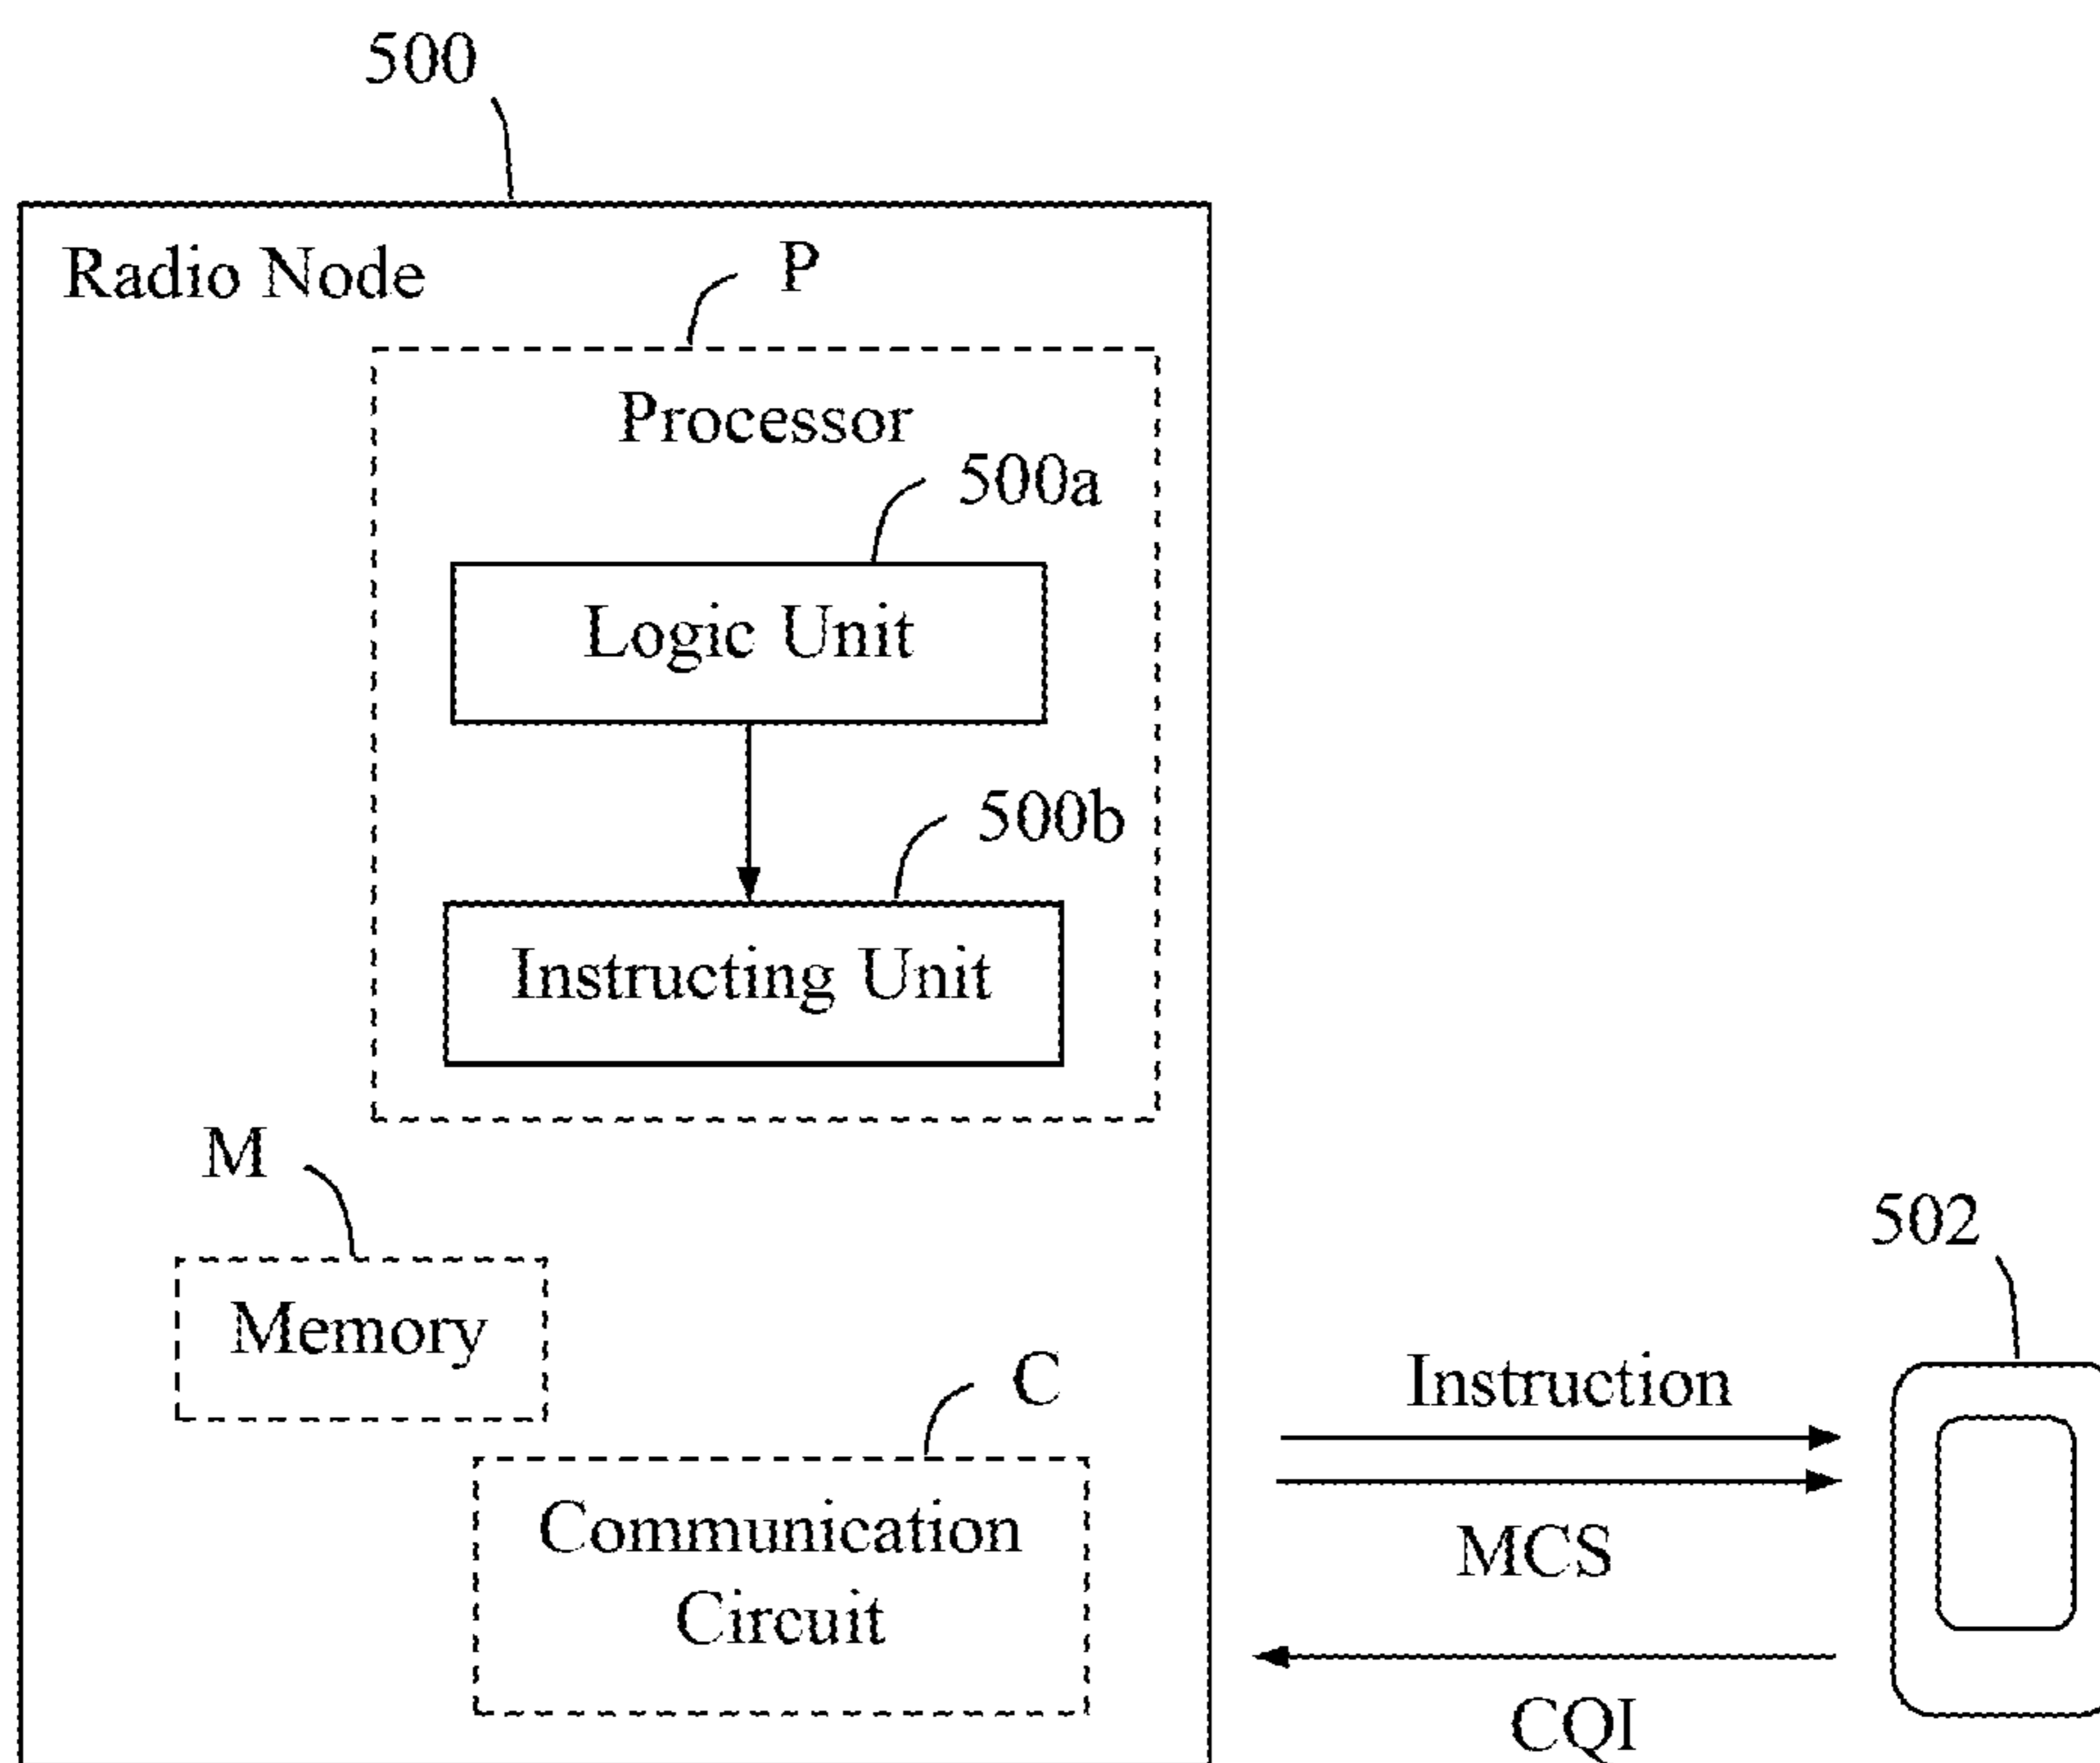 500
Radio Node
P
Processor
500a
Logic Unit
500b
Instructing Unit
M
Memory
C
Communication
Circuit
502
Instruction
MCS
CQI